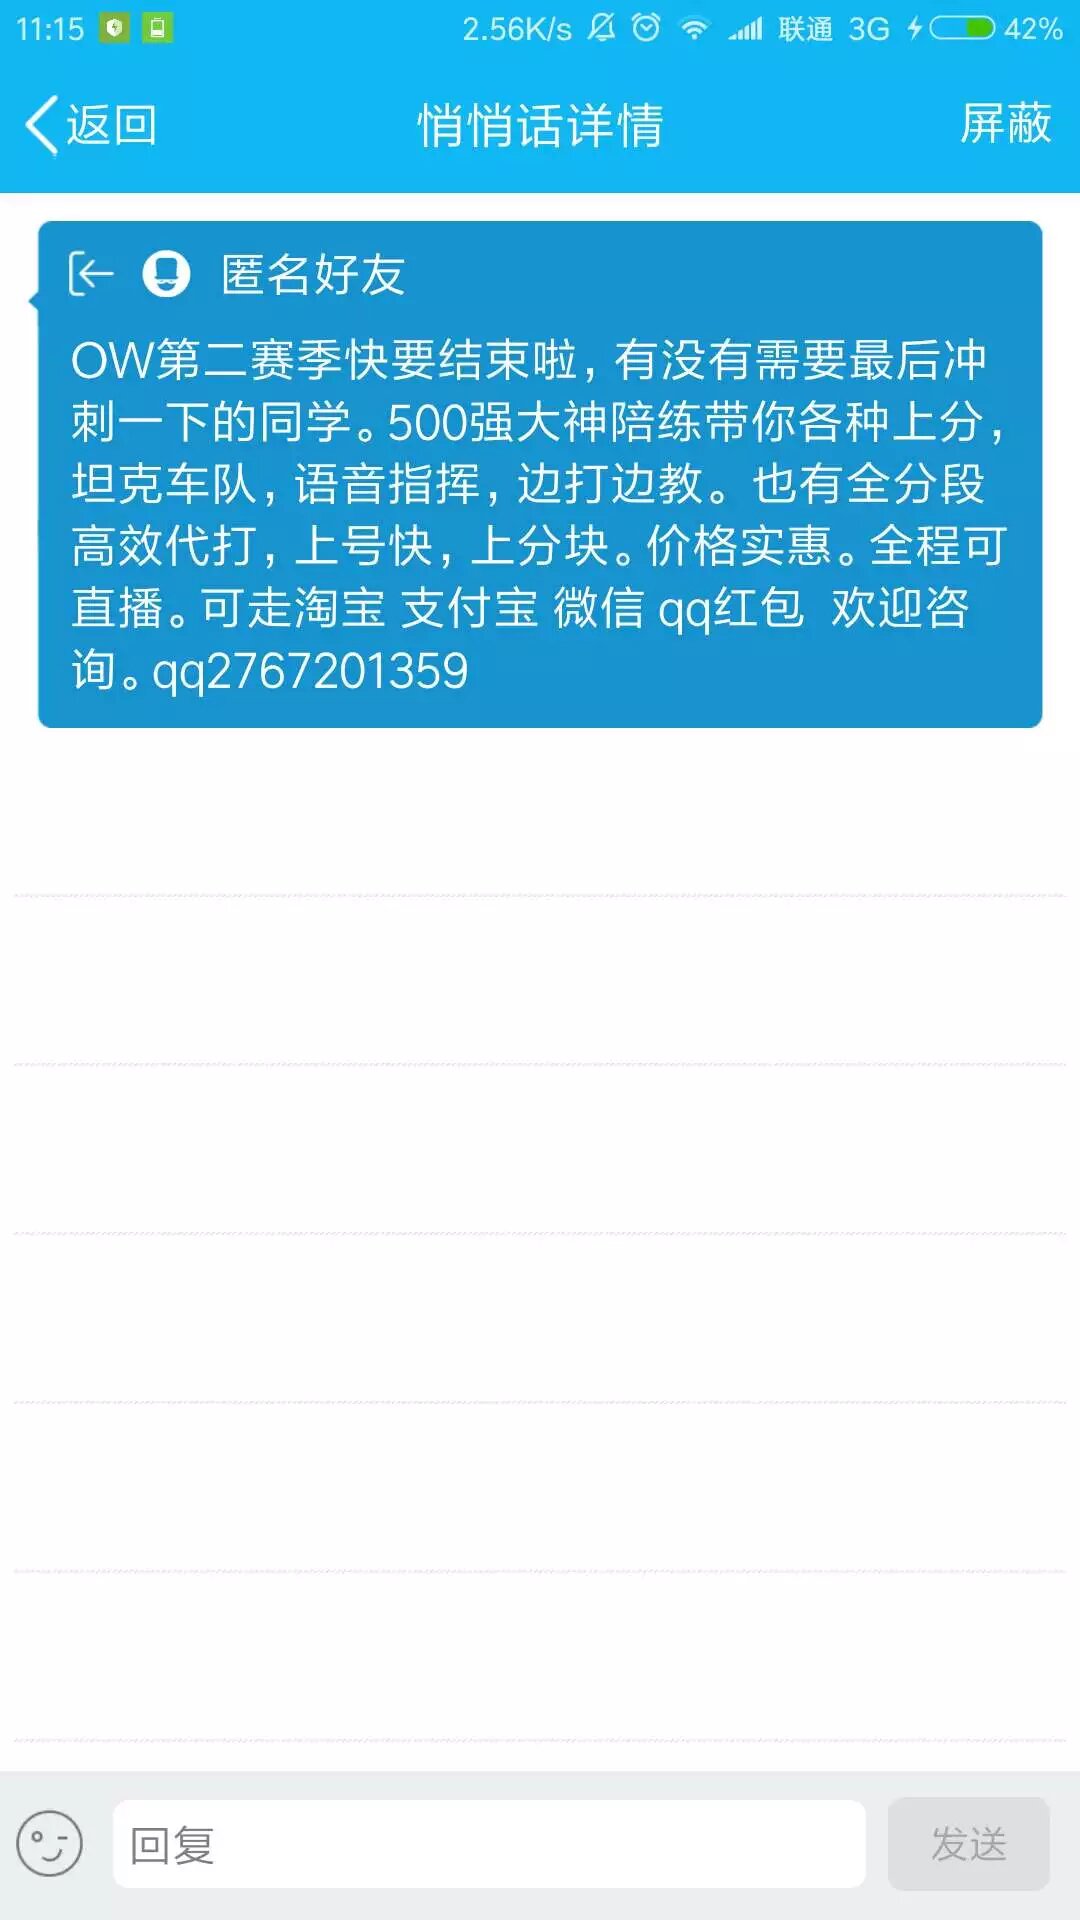 11:15 2.56K/s 联通 3G 42%
返回 悄悄话详情 屏蔽
匿名好友
OW第二赛季快要结束啦，有没有需要最后冲
刺一下的同学。500强大神陪练带你各种上分，
坦克车队，语音指挥，边打边教。也有全分段
高效代打，上号快，上分块。价格实惠。全程可
直播。可走淘宝 支付宝 微信 qq红包  欢迎咨
询。qq2767201359
回复 发送